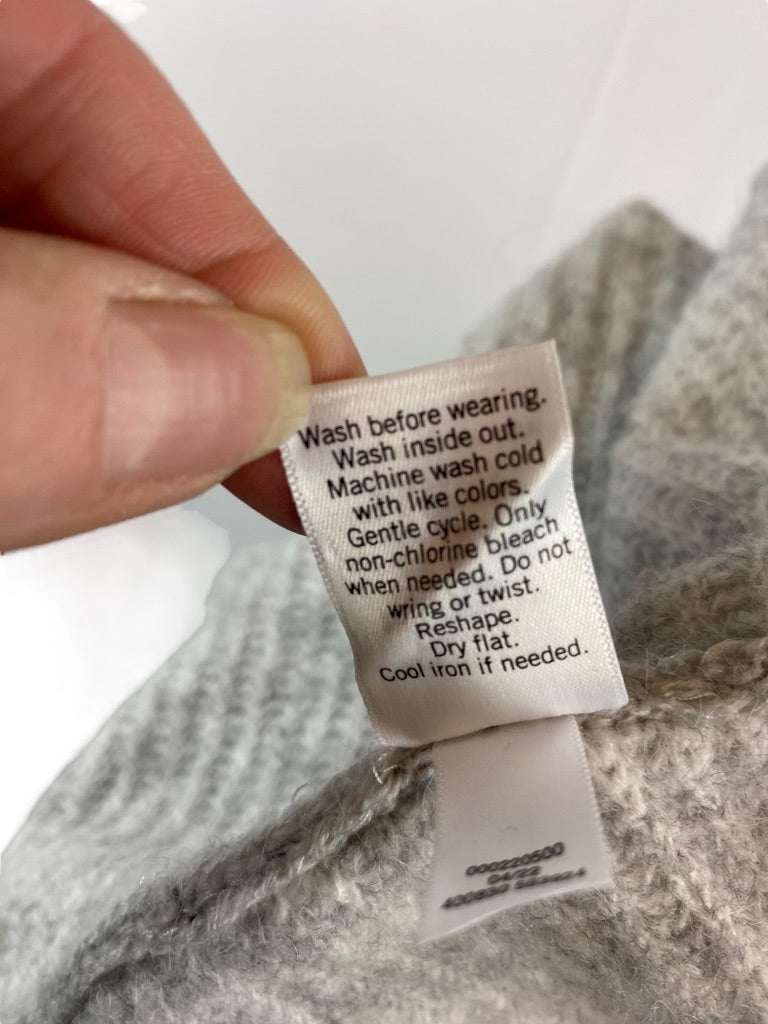 Wash before wearing.
Wash inside out.
Machine wash cold
with like colors.
Gentle cycle. Only
non-chlorine bleach
when needed. Do not
wring or twist.
Reshape.
Dry flat.
Cool iron if needed.
000220500
04/22